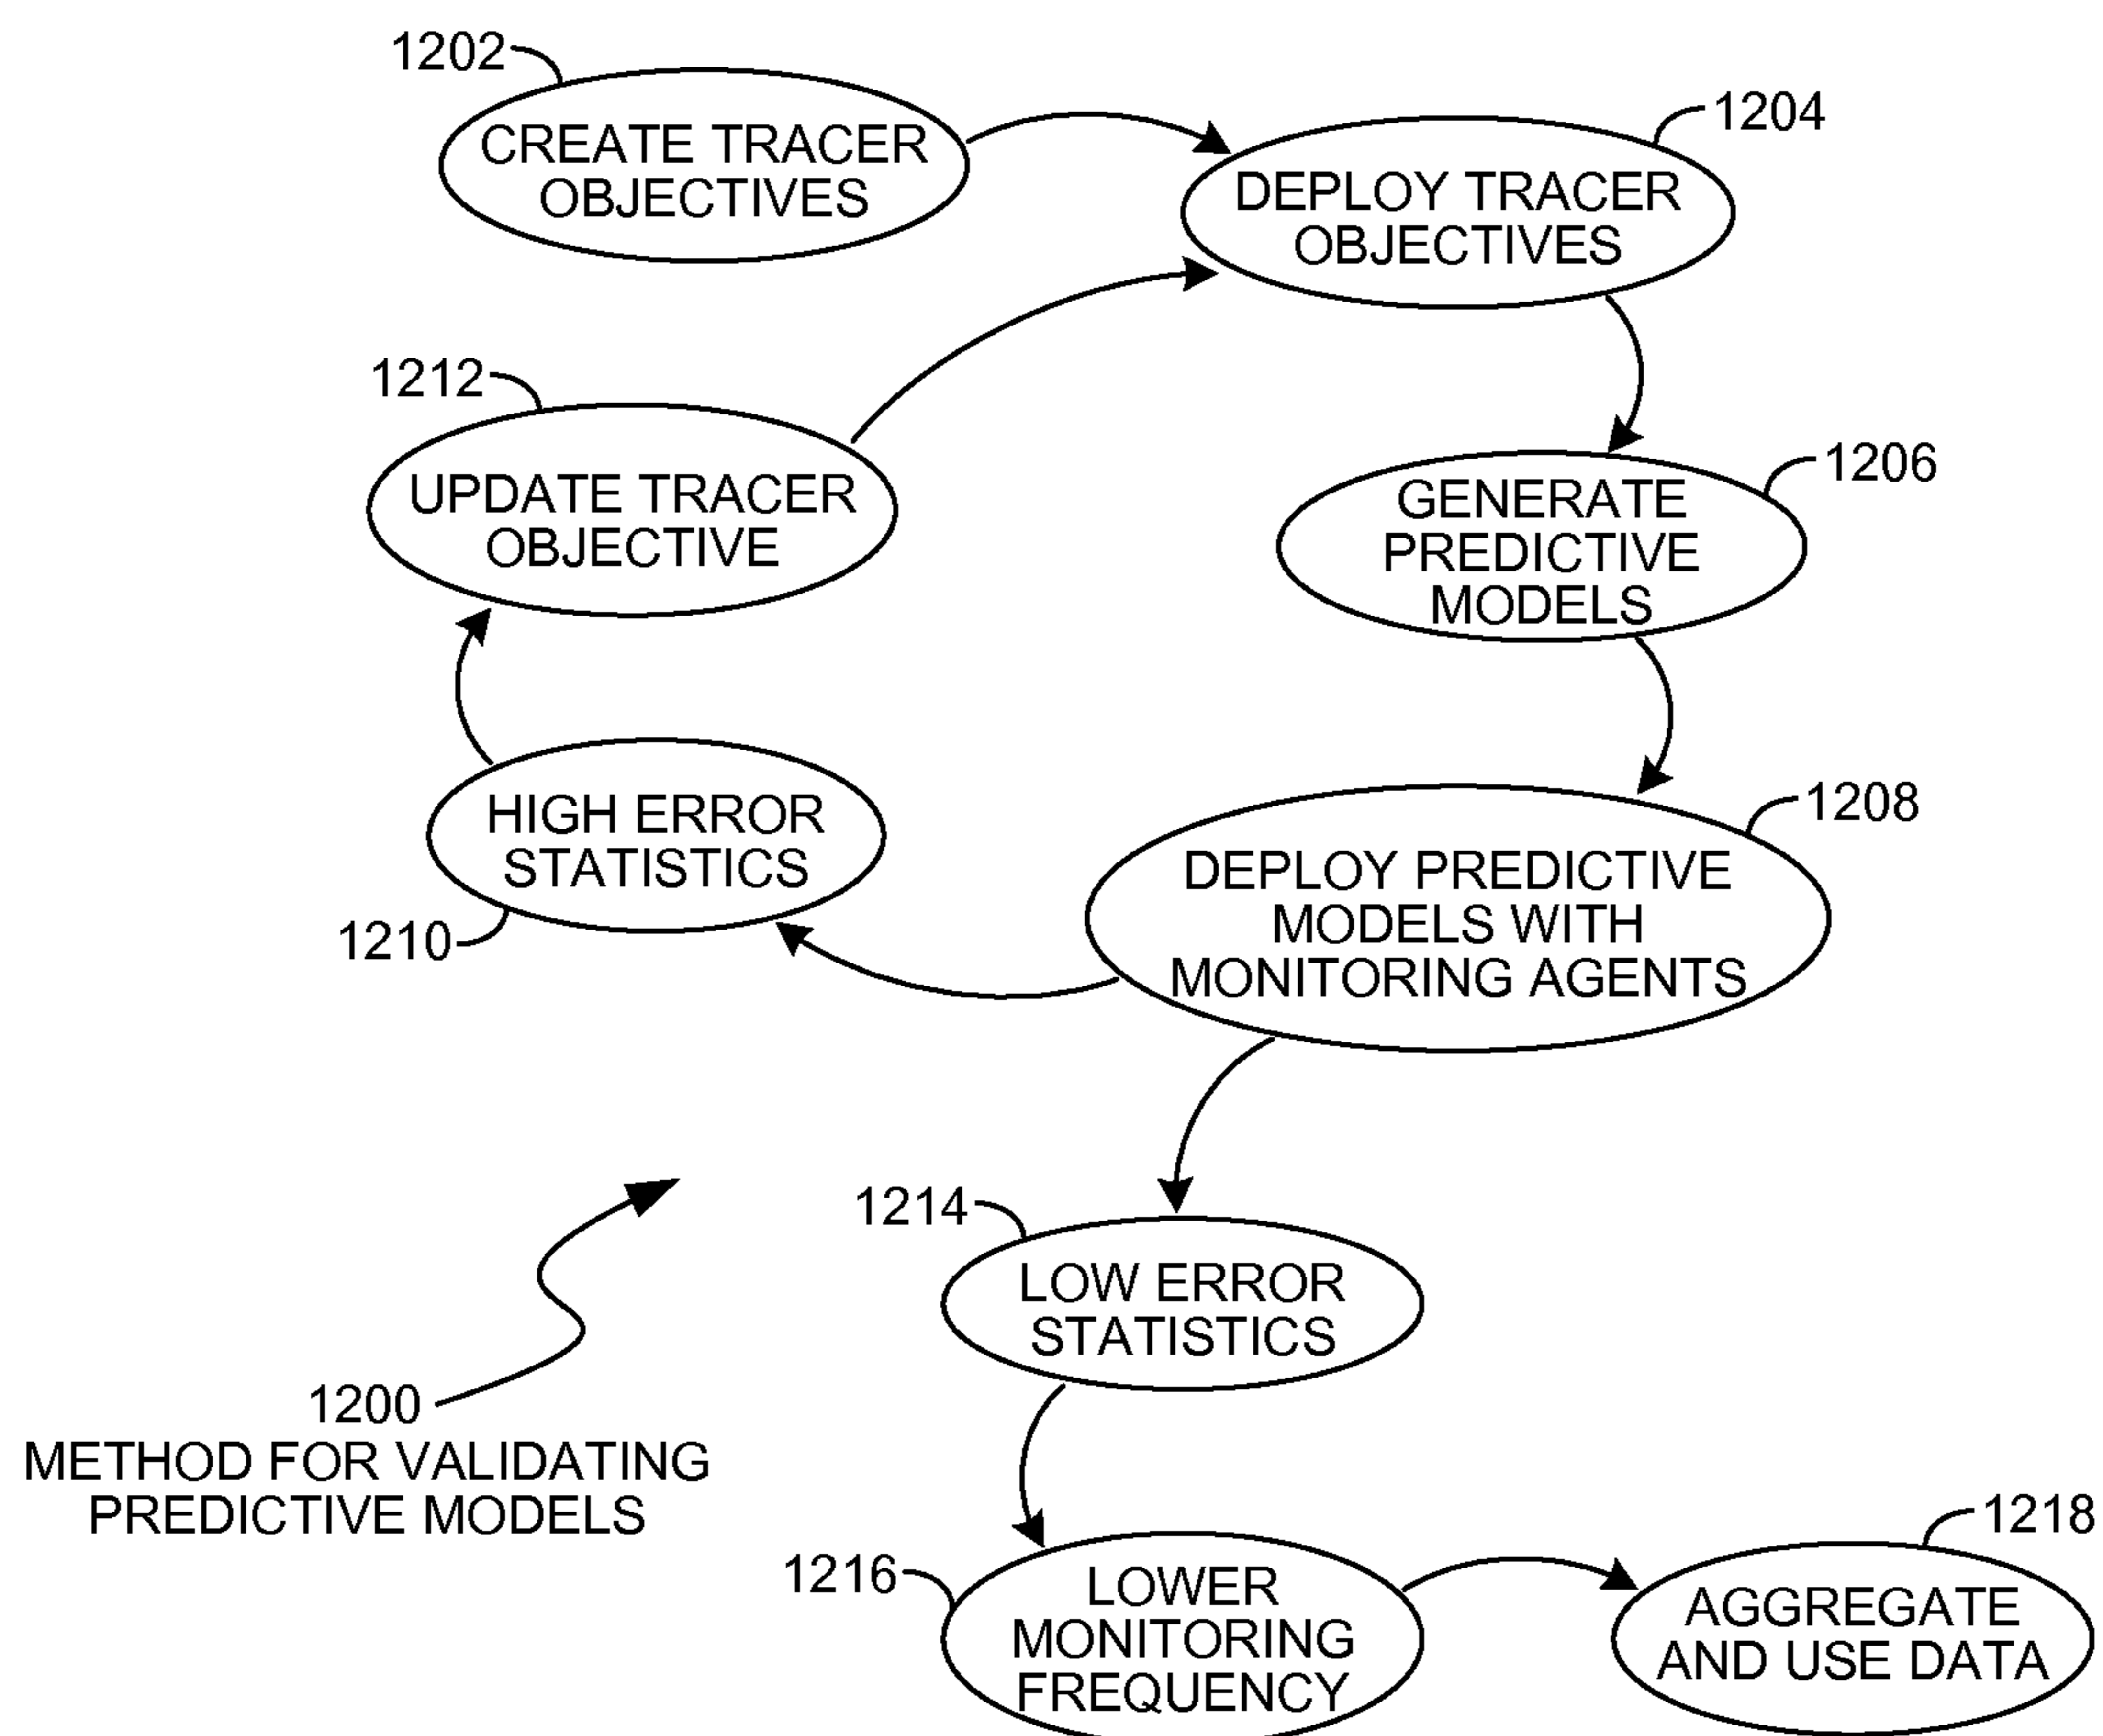 1202
CREATE TRACER
OBJECTIVES
1204
DEPLOY TRACER
OBJECTIVES
1212
UPDATE TRACER
OBJECTIVE
1206
GENERATE
PREDICTIVE
MODELS
HIGH ERROR
STATISTICS
1210
1208
DEPLOY PREDICTIVE
MODELS WITH
MONITORING AGENTS
1214
LOW ERROR
STATISTICS
1200
METHOD FOR VALIDATING
PREDICTIVE MODELS
1216
LOWER
MONITORING
FREQUENCY
1218
AGGREGATE
AND USE DATA